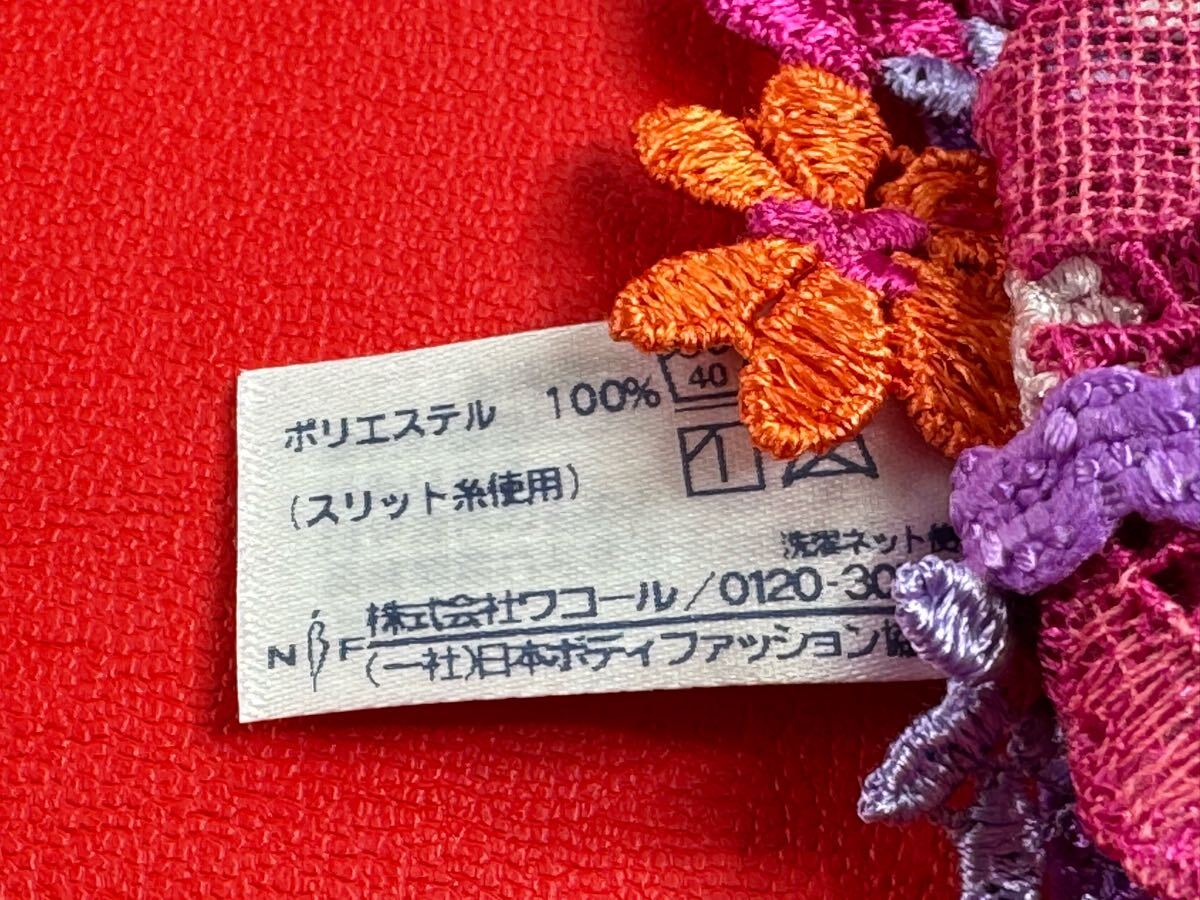 ポリエステル 100%
40
(スリット糸使用)
洗濯ネット使
株式会社ワコール/0120-30
NBF
(一社)日本ボディファッション協